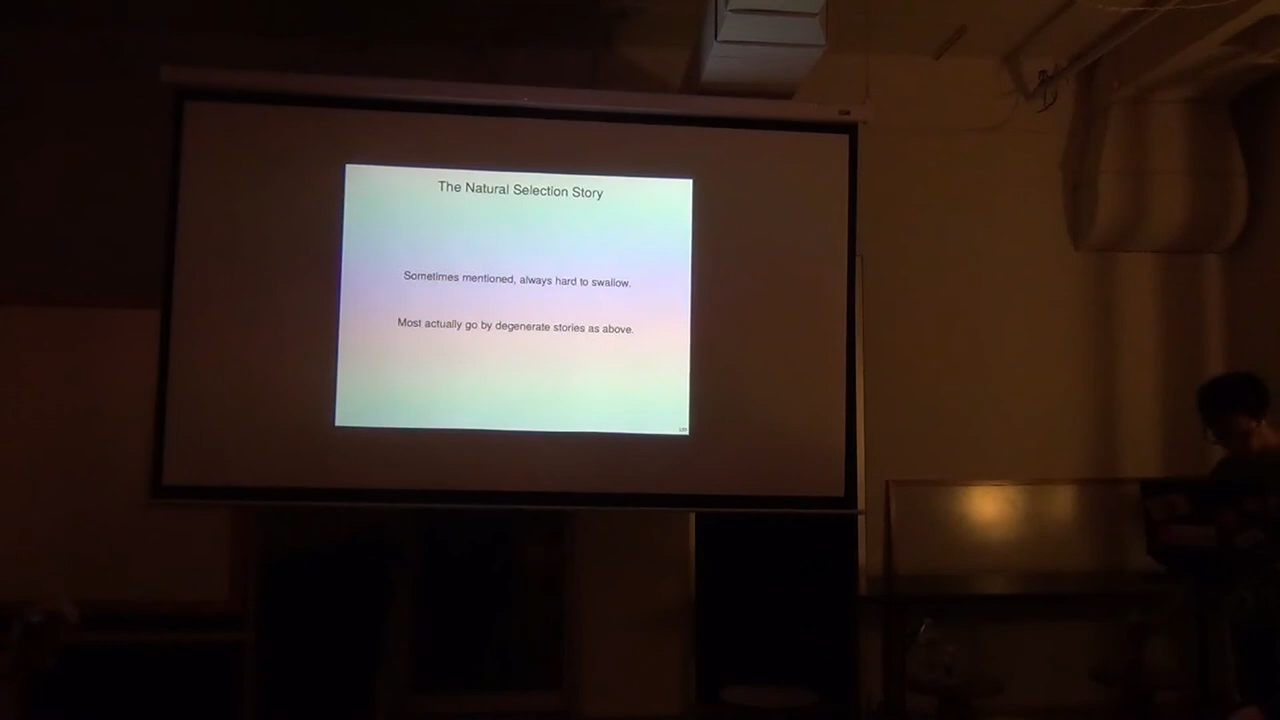 The Natural Selection Story
Sometimes mentioned, always hard to swallow.
Most actually go by degenerate stories as above.